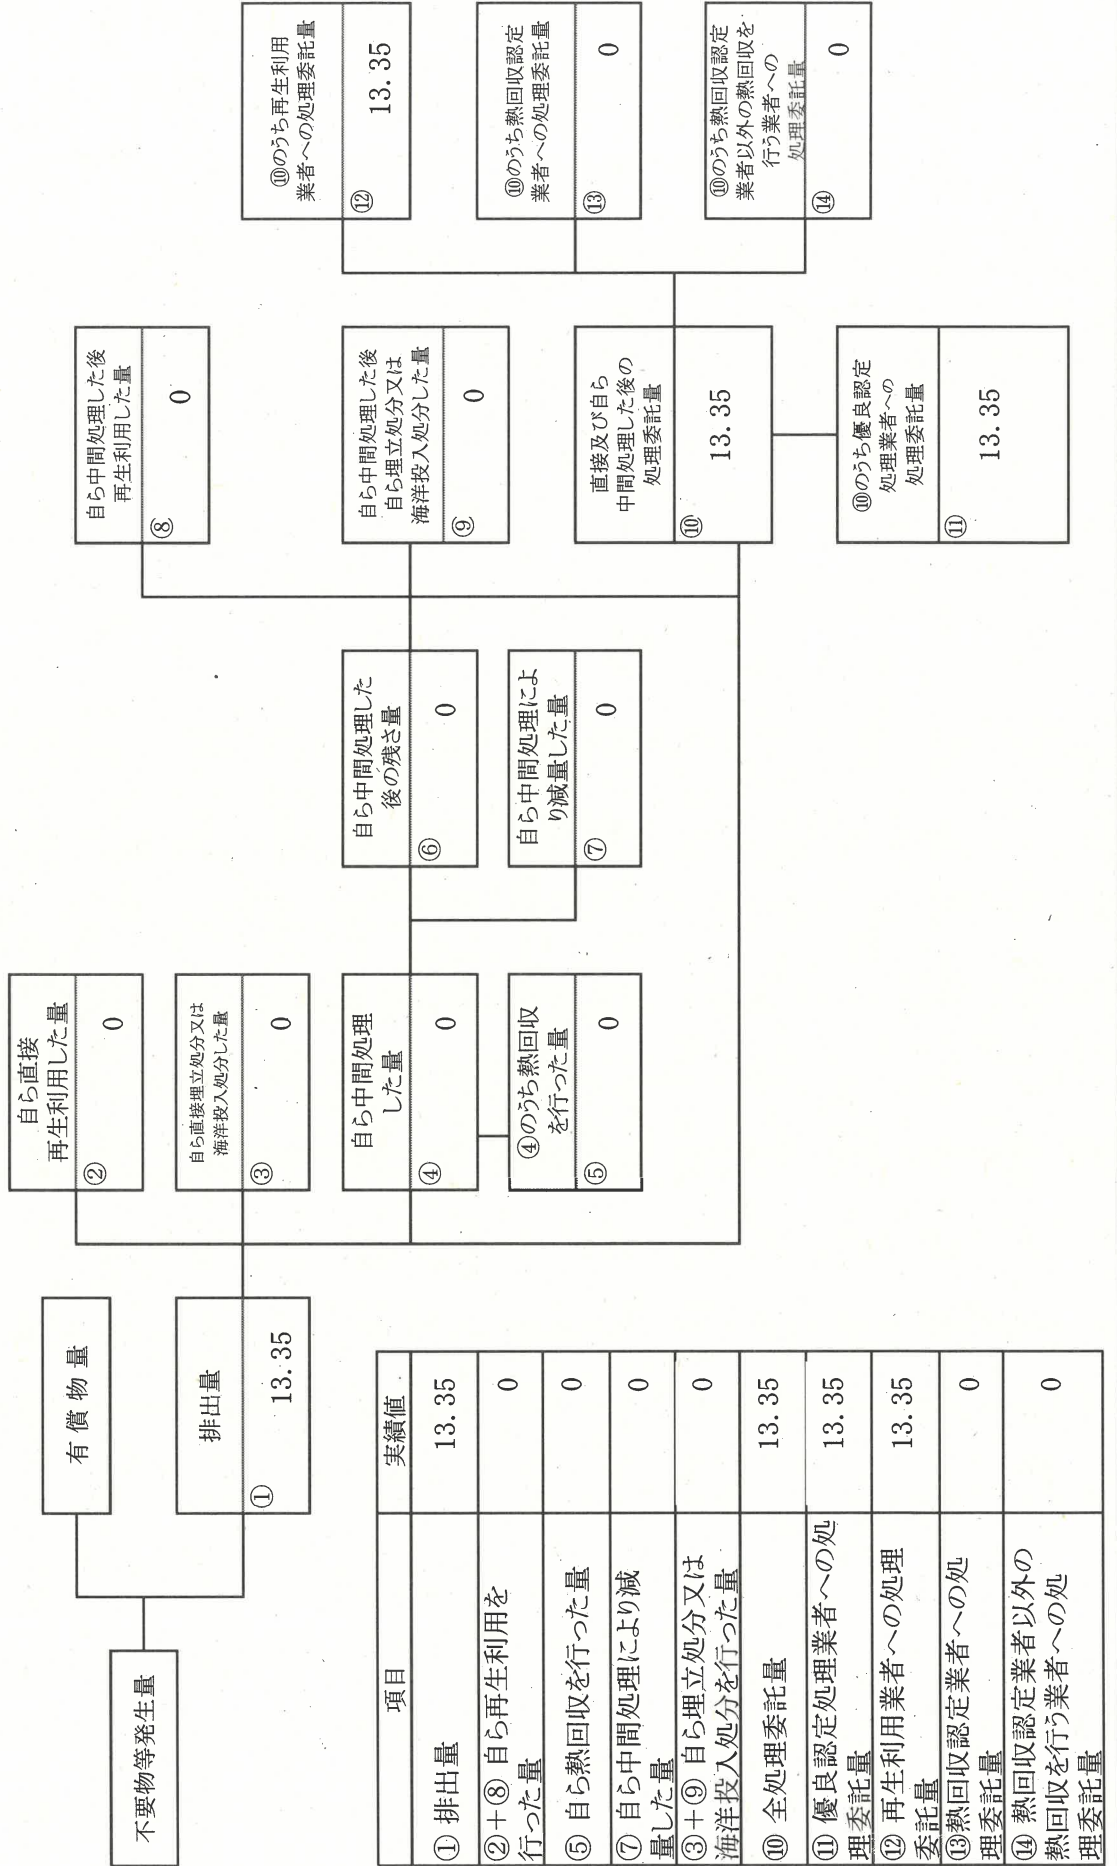 不要物等発生量
有償物量
排出量
①
13.35
自ら直接
再生利用した量
②
0
自ら直接埋立処分又は
海洋投入処分した量
③
0
自ら中間処理
した量
④
0
④のうち熱回収
を行った量
⑤
0
自ら中間処理した
後の残さ量
⑥
0
自ら中間処理によ
り減量した量
⑦
0
自ら中間処理した後
再生利用した量
⑧
0
自ら中間処理した後
自ら埋立処分又は
海洋投入処分した量
⑨
0
直接及び自ら
中間処理した後の
処理委託量
⑩
13.35
⑩のうち優良認定
処理業者への
処理委託量
⑪
13.35
⑩のうち再生利用
業者への処理委託量
⑫
13.35
⑩のうち熱回収認定
業者への処理委託量
⑬
0
⑩のうち熱回収認定
業者以外の熱回収を
行う業者への
処理委託量
⑭
0
項目 実績値
① 排出量 13.35
②+⑧ 自ら再生利用を
行った量 0
⑤ 自ら熱回収を行った量 0
⑦ 自ら中間処理により減
量した量 0
③+⑨ 自ら埋立処分又は
海洋投入処分を行った量 0
⑩ 全処理委託量 13.35
⑪ 優良認定処理業者への処
理委託量 13.35
⑫ 再生利用業者への処理
委託量 13.35
⑬熱回収認定業者への処
理委託量 0
⑭ 熱回収認定業者以外の
熱回収を行う業者への処
理委託量 0